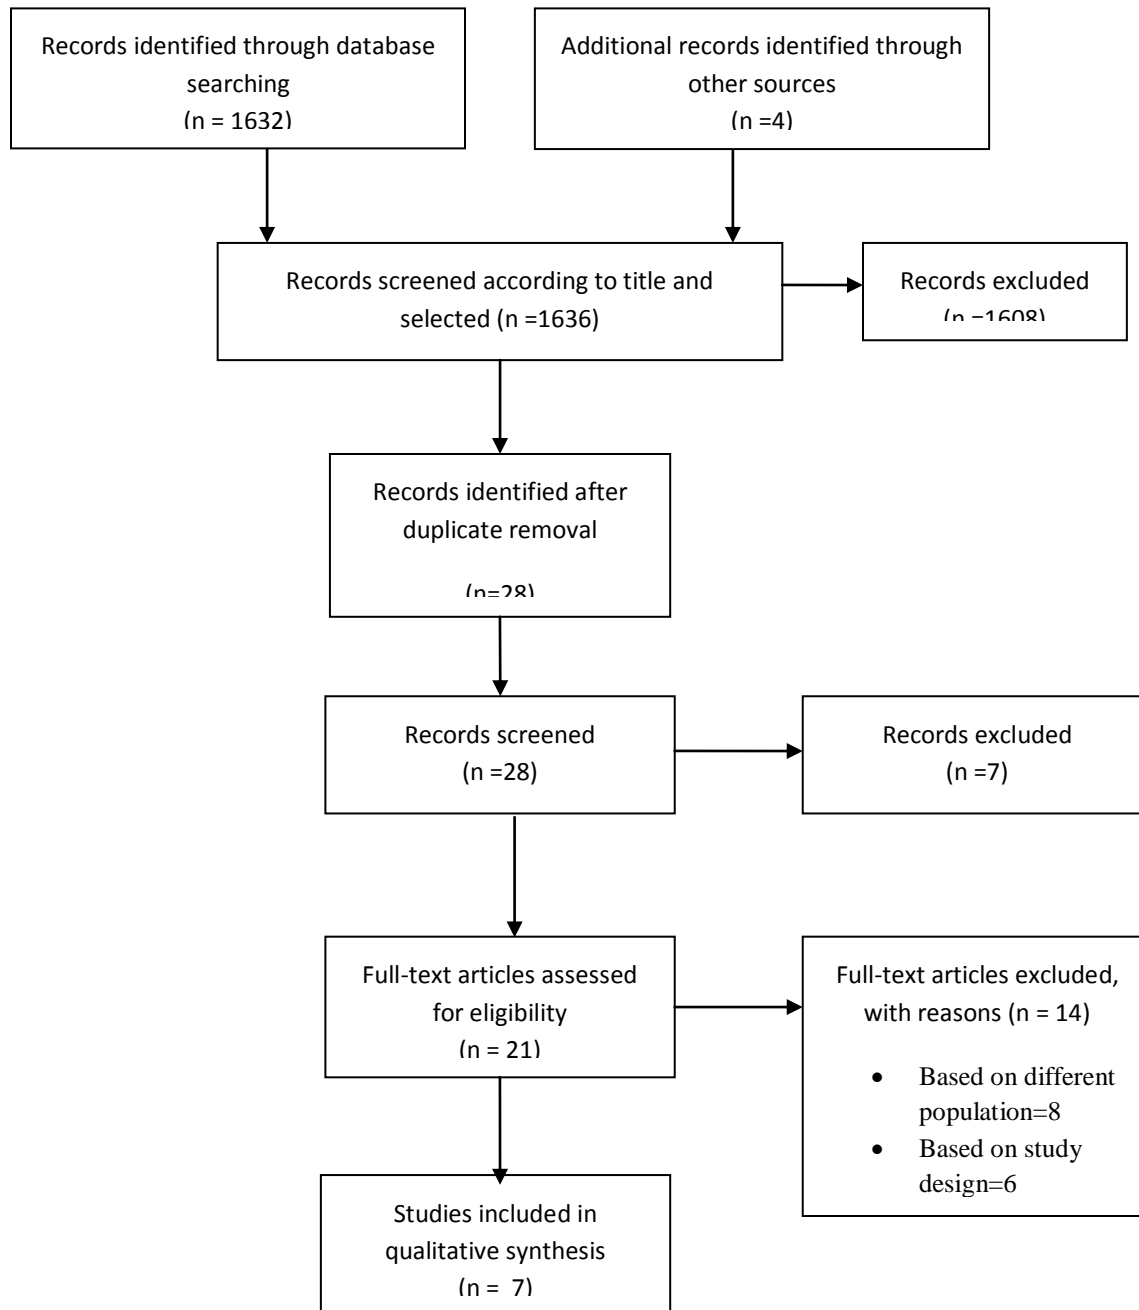 Records identified through database
searching
(n = 1632)
Additional records identified through
other sources
(n =4)
Records screened according to title and
selected (n =1636)
Records excluded
(n =1608)
Records identified after
duplicate removal
(n=28)
Records screened
(n =28)
Records excluded
(n =7)
Full-text articles assessed
for eligibility
(n = 21)
Full-text articles excluded,
with reasons (n = 14)
• Based on different
population=8
• Based on study
design=6
Studies included in
qualitative synthesis
(n = 7)